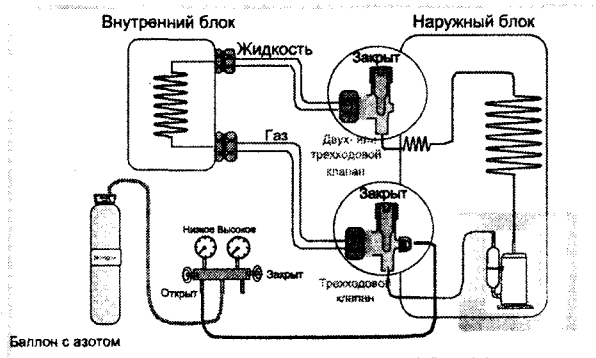 Внутренний блок
Наружный блок
Жидкость
Закрыт
Двух- или
трехходовой
клапан
Газ
Закрыт
Низкое Высокое
Открыт
Закрыт
Трехходовой
клапан
Баллон с азотом